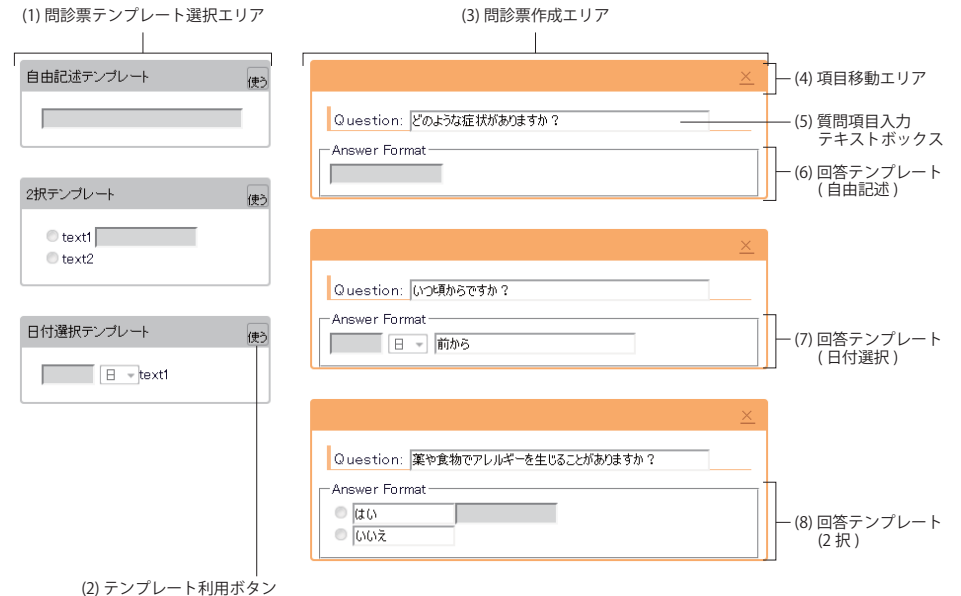 (1) 問診票テンプレート選択エリア
(3) 問診票作成エリア
自由記述テンプレート
使う
2択テンプレート
使う
text1
text2
日付選択テンプレート
使う
日
text1
(2) テンプレート利用ボタン
×
(4) 項目移動エリア
Question:
どのような症状がありますか？
(5) 質問項目入力
テキストボックス
Answer Format
(6) 回答テンプレート
( 自由記述 )
×
Question:
いつ頃からですか？
Answer Format
日
前から
(7) 回答テンプレート
( 日付選択 )
×
Question:
薬や食物でアレルギーを生じることがありますか？
Answer Format
はい
いいえ
(8) 回答テンプレート
(2 択 )